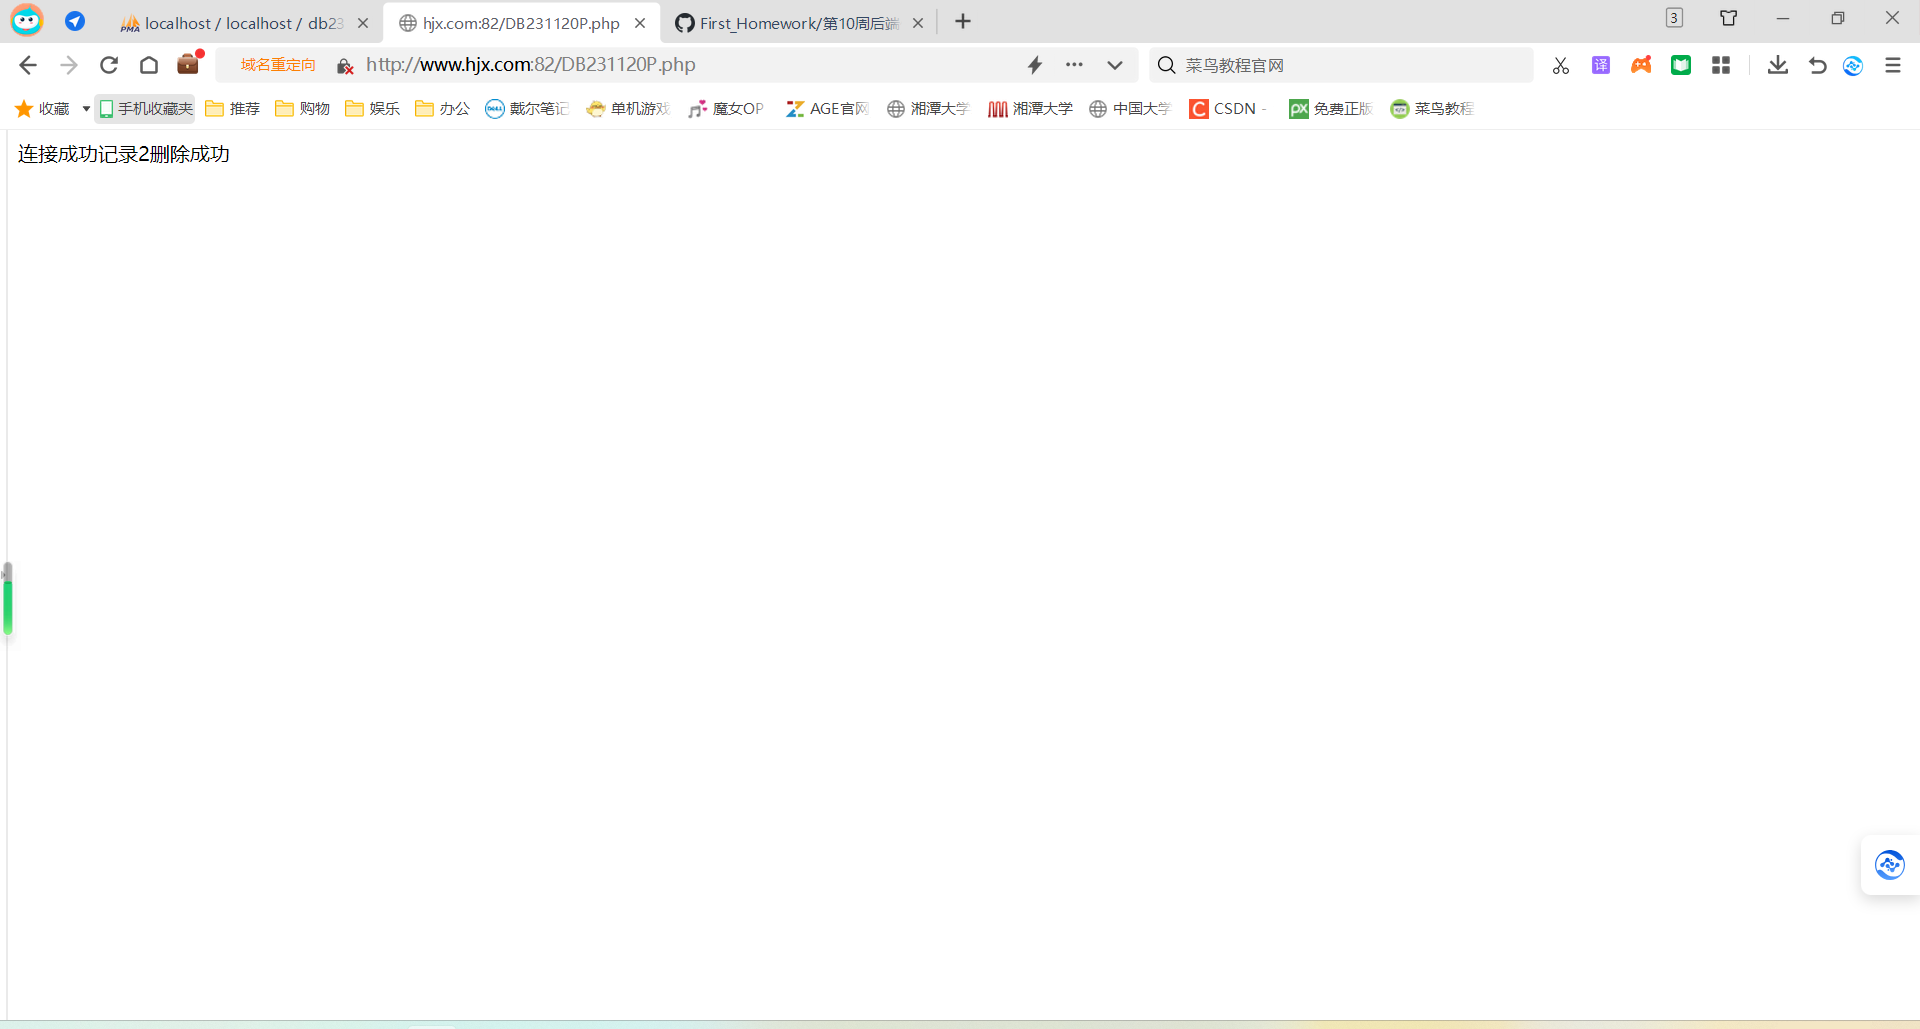 localhost / localhost / db23
hjx.com:82/DB231120P.php
First_Homework/第10周后端
3
域名重定向
http://www.hjx.com:82/DB231120P.php
菜鸟教程官网
译
收藏
手机收藏夹
推荐
购物
娱乐
办公
戴尔笔记
单机游戏
魔女OP
AGE官网
湘潭大学
湘潭大学
中国大学
CSDN -
免费正版
菜鸟教程
连接成功记录2删除成功